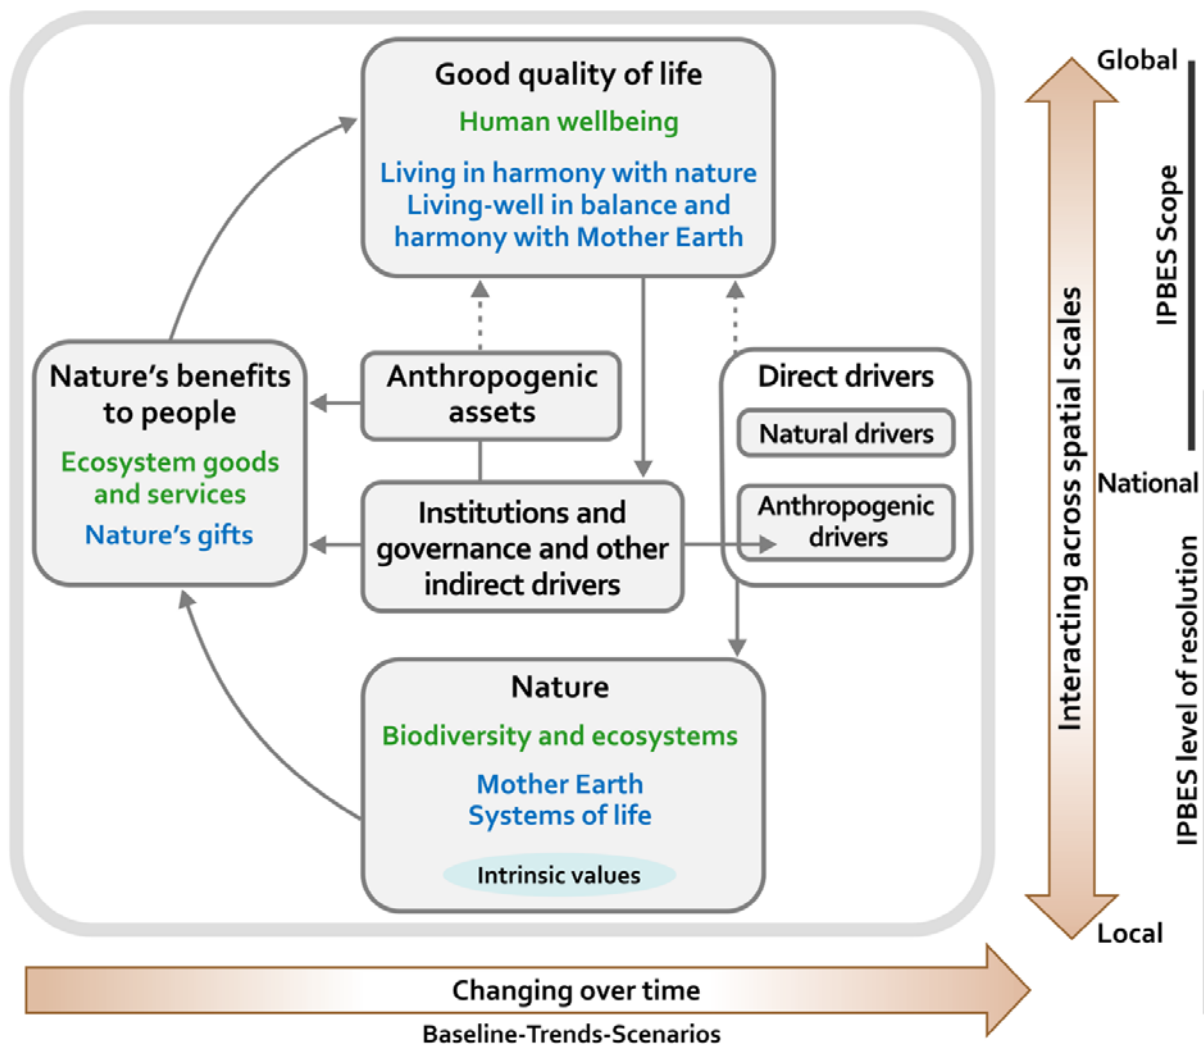 Good quality of life
Human wellbeing
Living in harmony with nature
Living-well in balance and
harmony with Mother Earth
Nature’s benefits
to people
Ecosystem goods
and services
Nature’s gifts
Anthropogenic
assets
Institutions and
governance and other
indirect drivers
Direct drivers
Natural drivers
Anthropogenic
drivers
Nature
Biodiversity and ecosystems
Mother Earth
Systems of life
Intrinsic values
Changing over time
Baseline-Trends-Scenarios
Interacting across spatial scales
Global
IPBES Scope
National
IPBES level of resolution
Local